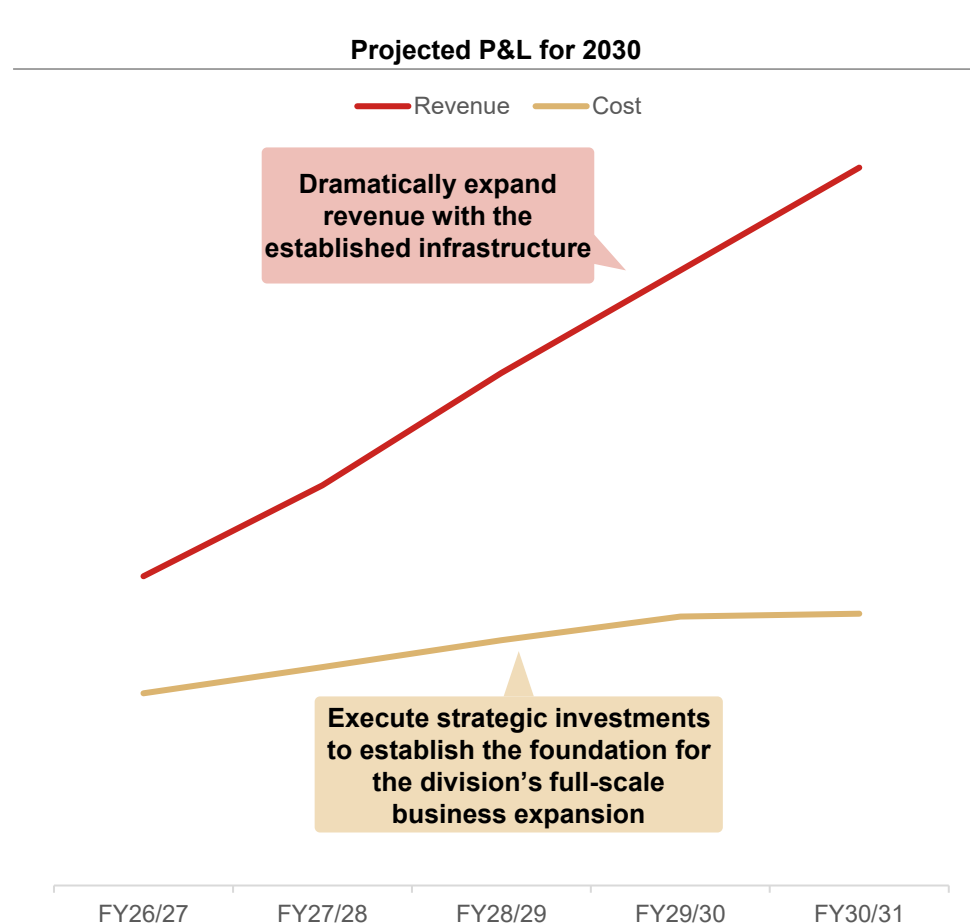 Projected P&L for 2030
Revenue Cost
Dramatically expand
revenue with the
established infrastructure
Execute strategic investments
to establish the foundation for
the division’s full-scale
business expansion
FY26/27 FY27/28 FY28/29 FY29/30 FY30/31